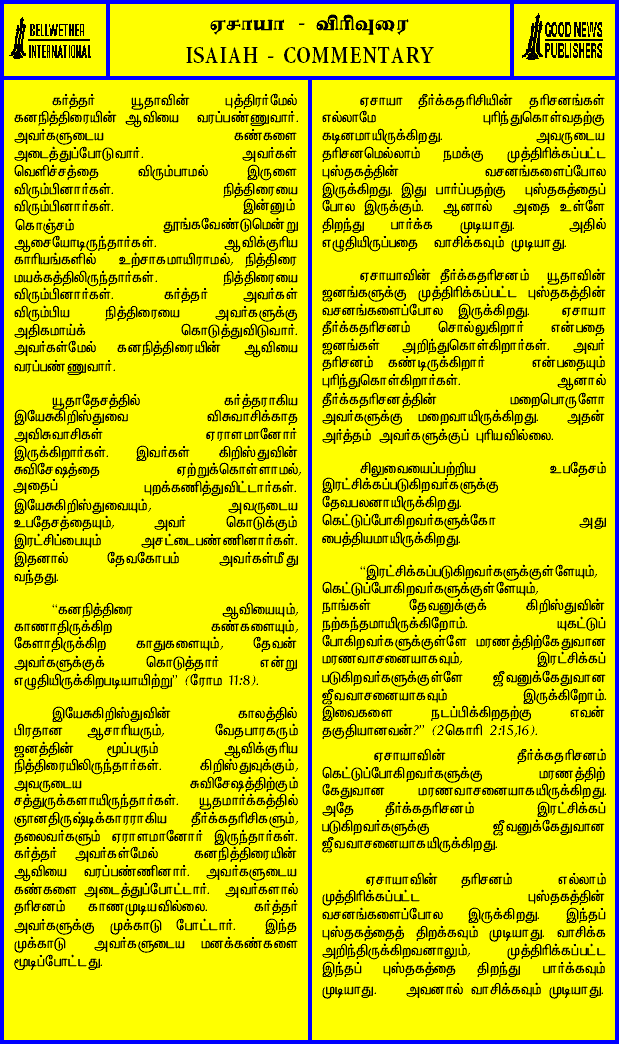 BELLWETHER
INTERNATIONAL
ஏசாயா - விரிவுரை
ISAIAH - COMMENTARY
GOOD NEWS
PUBLISHERS
கர்த்தர் யூதாவின் புத்திரர்மேல்
கனநித்திரையின் ஆவியை வரப்பண்ணுவார்.
அவர்களுடைய கண்களை
அடைத்துப்போடுவார். அவர்கள்
வெளிச்சத்தை விரும்பாமல் இருளை
விரும்பினார்கள். நித்திரையை
விரும்பினார்கள். இன்னும்
கொஞ்சம் தூங்கவேண்டுமென்று
ஆசையோடிருந்தார்கள். ஆவிக்குரிய
காரியங்களில் உற்சாகமாயிராமல், நித்திரை
மயக்கத்திலிருந்தார்கள். நித்திரையை
விரும்பினார்கள். கர்த்தர் அவர்கள்
விரும்பிய நித்திரையை அவர்களுக்கு
அதிகமாய்க் கொடுத்துவிடுவார்.
அவர்கள்மேல் கனநித்திரையின் ஆவியை
வரப்பண்ணுவார்.
யூதாதேசத்தில் கர்த்தராகிய
இயேசுகிறிஸ்துவை விசுவாசிக்காத
அவிசுவாசிகள் ஏராளமானோர்
இருக்கிறார்கள். இவர்கள் கிறிஸ்துவின்
சுவிசேஷத்தை ஏற்றுக்கொள்ளாமல்,
அதைப் புறக்கணித்துவிட்டார்கள்.
இயேசுகிறிஸ்துவையும், அவருடைய
உபதேசத்தையும், அவர் கொடுக்கும்
இரட்சிப்பையும் அசட்டைபண்ணினார்கள்.
இதனால் தேவகோபம் அவர்கள்மீது
வந்தது.
"கனநித்திரை ஆவியையும்,
காணாதிருக்கிற கண்களையும்,
கேளாதிருக்கிற காதுகளையும், தேவன்
அவர்களுக்குக் கொடுத்தார் என்று
எழுதியிருக்கிறபடியாயிற்று" (ரோம 11:8).
இயேசுகிறிஸ்துவின் காலத்தில்
பிரதான ஆசாரியரும், வேதபாரகரும்
ஜனத்தின் மூப்பரும் ஆவிக்குரிய
நித்திரையிலிருந்தார்கள். கிறிஸ்துவுக்கும்,
அவருடைய சுவிசேஷத்திற்கும்
சத்துருக்களாயிருந்தார்கள். யூதமார்க்கத்தில்
ஞானதிருஷ்டிக்காரராகிய தீர்க்கதரிசிகளும்,
தலைவர்களும் ஏராளமானோர் இருந்தார்கள்.
கர்த்தர் அவர்கள்மேல் கனநித்திரையின்
ஆவியை வரப்பண்ணினார். அவர்களுடைய
கண்களை அடைத்துப்போட்டார். அவர்களால்
தரிசனம் காணமுடியவில்லை. கர்த்தர்
அவர்களுக்கு முக்காடு போட்டார். இந்த
முக்காடு அவர்களுடைய மனக்கண்களை
மூடிப்போட்டது.
ஏசாயா தீர்க்கதரிசியின் தரிசனங்கள்
எல்லாமே புரிந்துகொள்வதற்கு
கடினமாயிருக்கிறது. அவருடைய
தரிசனமெல்லாம் நமக்கு முத்திரிக்கப்பட்ட
புஸ்தகத்தின் வசனங்களைப்போல
இருக்கிறது. இது பார்ப்பதற்கு புஸ்தகத்தைப்
போல இருக்கும். ஆனால் அதை உள்ளே
திறந்து பார்க்க முடியாது. அதில்
எழுதியிருப்பதை வாசிக்கவும் முடியாது.
ஏசாயாவின் தீர்க்கதரிசனம் யூதாவின்
ஜனங்களுக்கு முத்திரிக்கப்பட்ட புஸ்தகத்தின்
வசனங்களைப்போல இருக்கிறது. ஏசாயா
தீர்க்கதரிசனம் சொல்லுகிறார் என்பதை
ஜனங்கள் அறிந்துகொள்கிறார்கள். அவர்
தரிசனம் கண்டிருக்கிறார் என்பதையும்
புரிந்துகொள்கிறார்கள். ஆனால்
தீர்க்கதரிசனத்தின் மறைபொருளோ
அவர்களுக்கு மறைவாயிருக்கிறது. அதன்
அர்த்தம் அவர்களுக்குப் புரியவில்லை.
சிலுவையைப்பற்றிய உபதேசம்
இரட்சிக்கப்படுகிறவர்களுக்கு
தேவபலனாயிருக்கிறது.
கெட்டுப்போகிறவர்களுக்கோ அது
பைத்தியமாயிருக்கிறது.
"இரட்சிக்கப்படுகிறவர்களுக்குள்ளேயும்,
கெட்டுப்போகிறவர்களுக்குள்ளேயும்,
நாங்கள் தேவனுக்குக் கிறிஸ்துவின்
நற்கந்தமாயிருக்கிறோம். யுகட்டுப்
போகிறவர்களுக்குள்ளே மரணத்திற்கேதுவான
மரணவாசனையாகவும், இரட்சிக்கப்
படுகிறவர்களுக்குள்ளே ஜீவனுக்கேதுவான
ஜீவவாசனையாகவும் இருக்கிறோம்.
இவைகளை நடப்பிக்கிறதற்கு எவன்
தகுதியானவன்?" (2கொரி 2:15,16).
ஏசாயாவின் தீர்க்கதரிசனம்
கெட்டுப்போகிறவர்களுக்கு மரணத்திற்
கேதுவான மரணவாசனையாகயிருக்கிறது.
அதே தீர்க்கதரிசனம் இரட்சிக்கப்
படுகிறவர்களுக்கு ஜீவனுக்கேதுவான
ஜீவவாசனையாகயிருக்கிறது.
ஏசாயாவின் தரிசனம் எல்லாம்
முத்திரிக்கப்பட்ட புஸ்தகத்தின்
வசனங்களைப்போல இருக்கிறது. இந்தப்
புஸ்தகத்தைத் திறக்கவும் முடியாது. வாசிக்க
அறிந்திருக்கிறவனாலும், முத்திரிக்கப்பட்ட
இந்தப் புஸ்தகத்தை திறந்து பார்க்கவும்
முடியாது. அவனால் வாசிக்கவும் முடியாது.